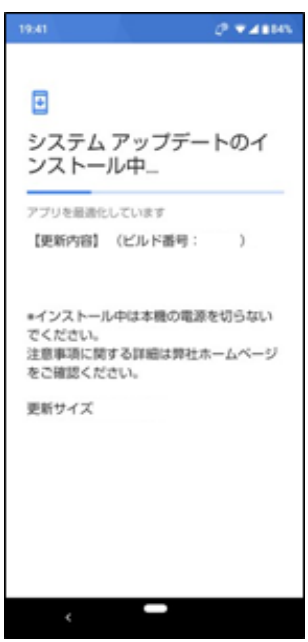 19:41
84%
システム アップデートのイ
ンストール中...
アプリを最適化しています
【更新内容】（ビルド番号： ）
*インストール中は本機の電源を切らない
でください。
注意事項に関する詳細は弊社ホームページ
をご確認ください。
更新サイズ